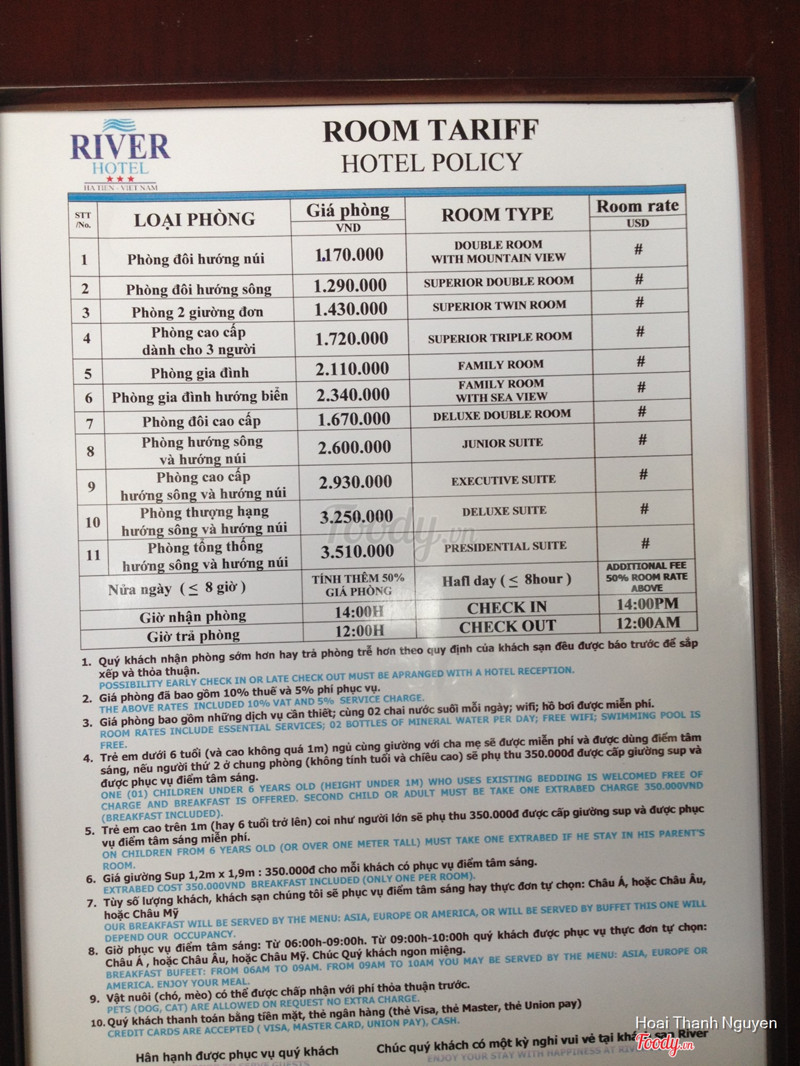 RIVER
HOTEL
HA TIEN - VIET NAM
ROOM TARIFF
HOTEL POLICY
STT /No. LOẠI PHÒNG Giá phòng VND ROOM TYPE Room rate USD
1 Phòng đôi hướng núi 1.170.000 DOUBLE ROOM WITH MOUNTAIN VIEW #
2 Phòng đôi hướng sông 1.290.000 SUPERIOR DOUBLE ROOM #
3 Phòng 2 giường đơn 1.430.000 SUPERIOR TWIN ROOM #
4 Phòng cao cấp dành cho 3 người 1.720.000 SUPERIOR TRIPLE ROOM #
5 Phòng gia đình 2.110.000 FAMILY ROOM #
6 Phòng gia đình hướng biển 2.340.000 FAMILY ROOM WITH SEA VIEW #
7 Phòng đôi cao cấp 1.670.000 DELUXE DOUBLE ROOM #
8 Phòng hướng sông và hướng núi 2.600.000 JUNIOR SUITE #
9 Phòng cao cấp hướng sông và hướng núi 2.930.000 EXECUTIVE SUITE #
10 Phòng thượng hạng hướng sông và hướng núi 3.250.000 DELUXE SUITE #
11 Phòng tổng thống hướng sông và hướng núi 3.510.000 PRESIDENTIAL SUITE #
Nửa ngày ( ≤ 8 giờ ) TÍNH THÊM 50% GIÁ PHÒNG Hafl day ( ≤ 8hour ) ADDITIONAL FEE 50% ROOM RATE ABOVE
Giờ nhận phòng 14:00H CHECK IN 14:00PM
Giờ trả phòng 12:00H CHECK OUT 12:00AM
1. Quý khách nhận phòng sớm hơn hay trả phòng trễ hơn theo quy định của khách sạn đều được báo trước để sắp
xếp và thỏa thuận.
POSSIBILITY EARLY CHECK IN OR LATE CHECK OUT MUST BE APRANGED WITH A HOTEL RECEPTION.
2. Giá phòng đã bao gồm 10% thuế và 5% phí phục vụ.
THE ABOVE RATES INCLUDED 10% VAT AND 5% SERVICE CHARGE.
3. Giá phòng bao gồm những dịch vụ cần thiết; cùng 02 chai nước suối mỗi ngày; wifi; hồ bơi được miễn phí.
ROOM RATES INCLUDE ESSENTIAL SERVICES; 02 BOTTLES OF MINERAL WATER PER DAY; FREE WIFI; SWIMMING POOL IS
FREE.
4. Trẻ em dưới 6 tuổi (và cao không quá 1m) ngủ cùng giường với cha mẹ sẽ được miễn phí và được dùng điểm tâm
sáng, nếu người thứ 2 ở chung phòng (không tính tuổi và chiều cao) sẽ phụ thu 350.000đ được cấp giường sup và
được phục vụ điểm tâm sáng.
ONE (01) CHILDREN UNDER 6 YEARS OLD (HEIGHT UNDER 1M) WHO USES EXISTING BEDDING IS WELCOMED FREE OF
CHARGE AND BREAKFAST IS OFFERED. SECOND CHILD OR ADULT MUST BE TAKE ONE EXTRABED CHARGE 350.000VND
(BREAKFAST INCLUDED).
5. Trẻ em cao trên 1m (hay 6 tuổi trở lên) coi như người lớn sẽ phụ thu 350.000đ được cấp giường sup và được phục
vụ điểm tâm sáng miễn phí.
ON CHILDREN FROM 6 YEARS OLD (OR OVER ONE METER TALL) MUST TAKE ONE EXTRABED IF HE STAY IN HIS PARENT'S
ROOM.
6. Giá giường Sup 1,2m x 1,9m : 350.000đ cho mỗi khách có phục vụ điểm tâm sáng.
EXTRABED COST 350.000VND BREAKFAST INCLUDED (ONLY ONE PER ROOM).
7. Tùy số lượng khách, khách sạn chúng tôi sẽ phục vụ điểm tâm sáng hay thực đơn tự chọn: Châu Á, hoặc Châu Âu,
hoặc Châu Mỹ
OUR BREAKFAST WILL BE SERVED BY THE MENU: ASIA, EUROPE OR AMERICA, OR WILL BE SERVED BY BUFFET THIS ONE WILL
DEPEND OUR OCCUPANCY.
8. Giờ phục vụ điểm tâm sáng: Từ 06:00h-09:00h. Từ 09:00h-10:00h quý khách được phục vụ thực đơn tự chọn:
Châu Á , hoặc Châu Âu, hoặc Châu Mỹ. Chúc Quý khách ngon miệng.
BREAKFAST BUFEET: FROM 06AM TO 09AM. FROM 09AM TO 10AM YOU MAY BE SERVED BY THE MENU: ASIA, EUROPE OR
AMERICA. ENJOY YOUR MEAL.
9. Vật nuôi (chó, mèo) có thể được chấp nhận với phí thỏa thuận trước.
PETS (DOG, CAT) ARE ALLOWED ON REQUEST NO EXTRA CHARGE.
10. Quý khách thanh toán bằng tiền mặt, thẻ ngân hàng (thẻ Visa, thẻ Master, thẻ Union pay)
CREDIT CARDS ARE ACCEPTED ( VISA, MASTER CARD, UNION PAY), CASH.
Hân hạnh được phục vụ quý khách Chúc quý khách có một kỳ nghỉ vui vẻ tại khách sạn River
ENJOY YOUR STAY WITH HAPPINESS AT
Foody.vn
Hoai Thanh Nguyen
Foody.vn